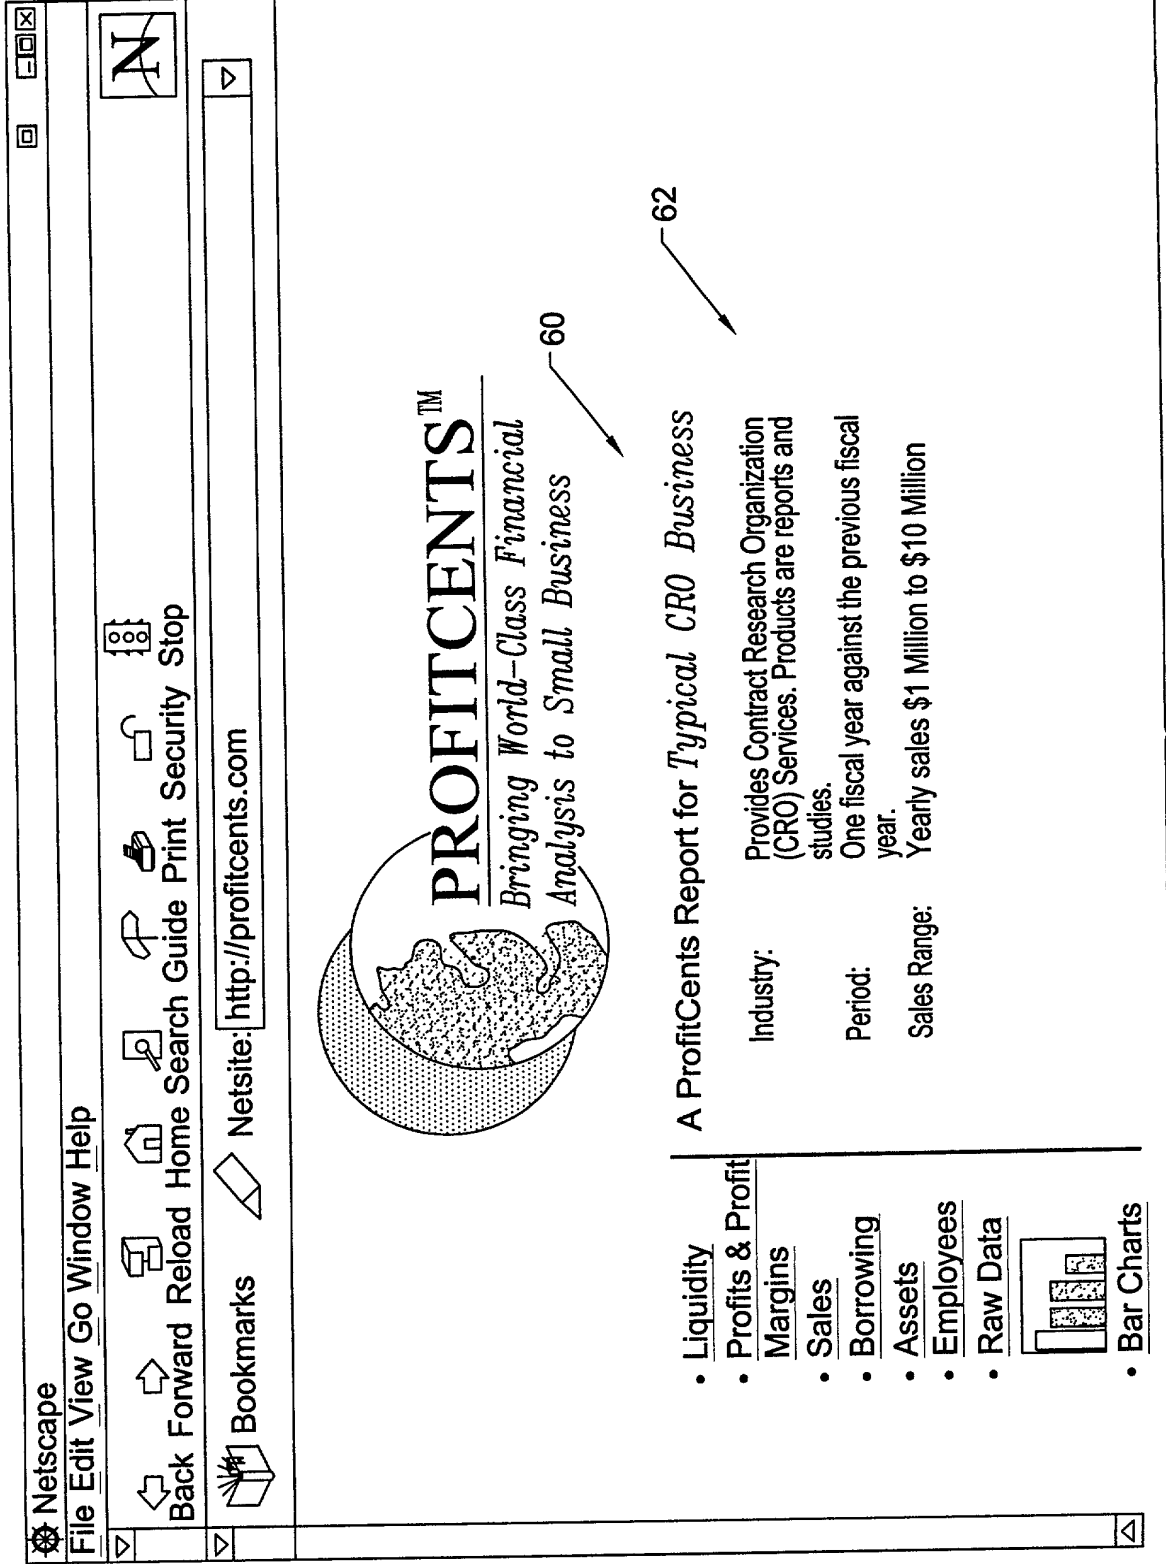 Netscape
File Edit View Go Window Help
N
Back Forward Reload Home Search Guide Print Security Stop
Bookmarks Netsite: http://profitcents.com
PROFITCENTS™
Bringing World-Class Financial
Analysis to Small Business
60
62
• Liquidity
• Profits & Profit
Margins
• Sales
• Borrowing
• Assets
• Employees
• Raw Data
• Bar Charts
A ProfitCents Report for Typical CRO Business
Industry: Provides Contract Research Organization
(CRO) Services. Products are reports and
studies.
Period: One fiscal year against the previous fiscal
year.
Sales Range: Yearly sales $1 Million to $10 Million